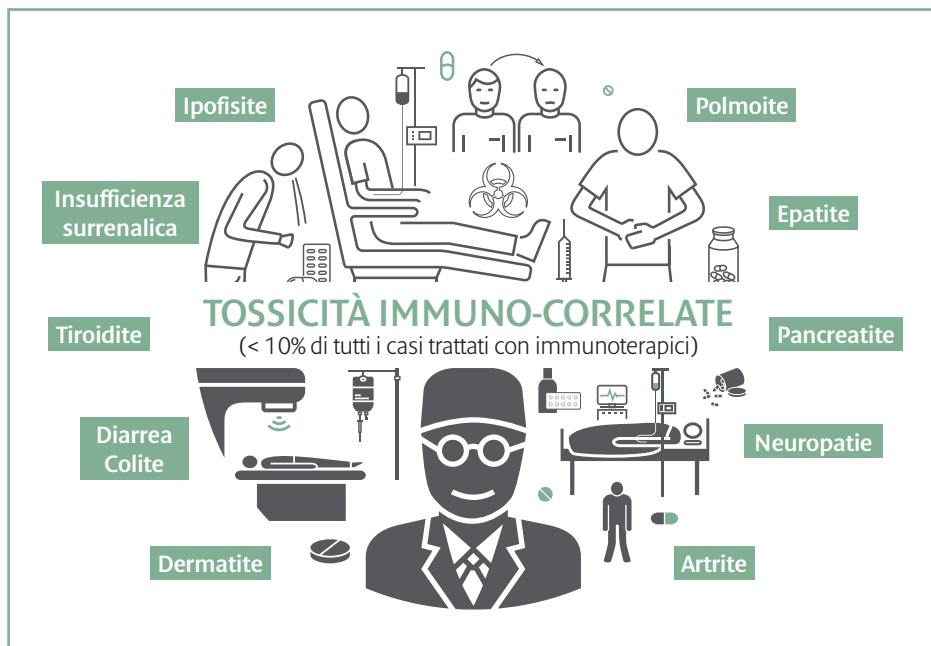 Ipofisite
Polmoite
Insufficienza
surrenalica
Epatite
TOSSICITÀ IMMUNO-CORRELATE
(< 10% di tutti i casi trattati con immunoterapici)
Tiroidite
Pancreatite
Diarrea
Colite
Neuropatie
Dermatite
Artrite